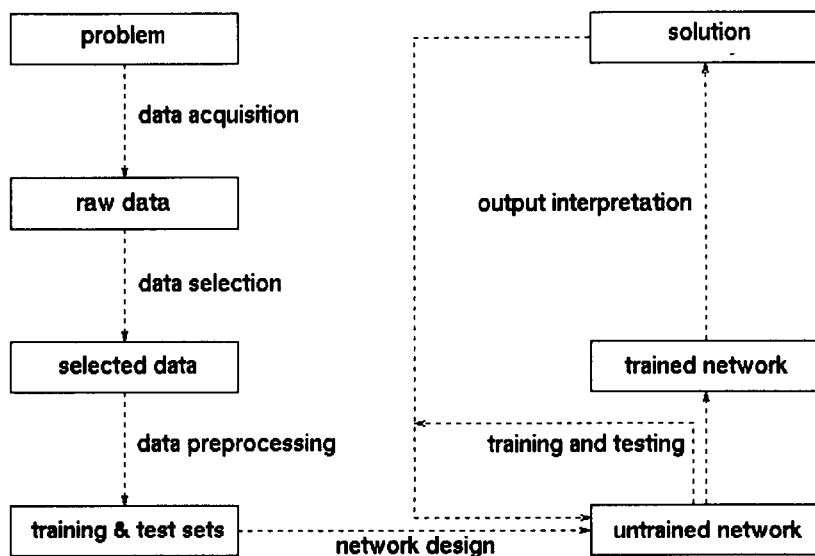 problem
data acquisition
raw data
data selection
selected data
data preprocessing
training & test sets
network design
untrained network
training and testing
trained network
output interpretation
solution